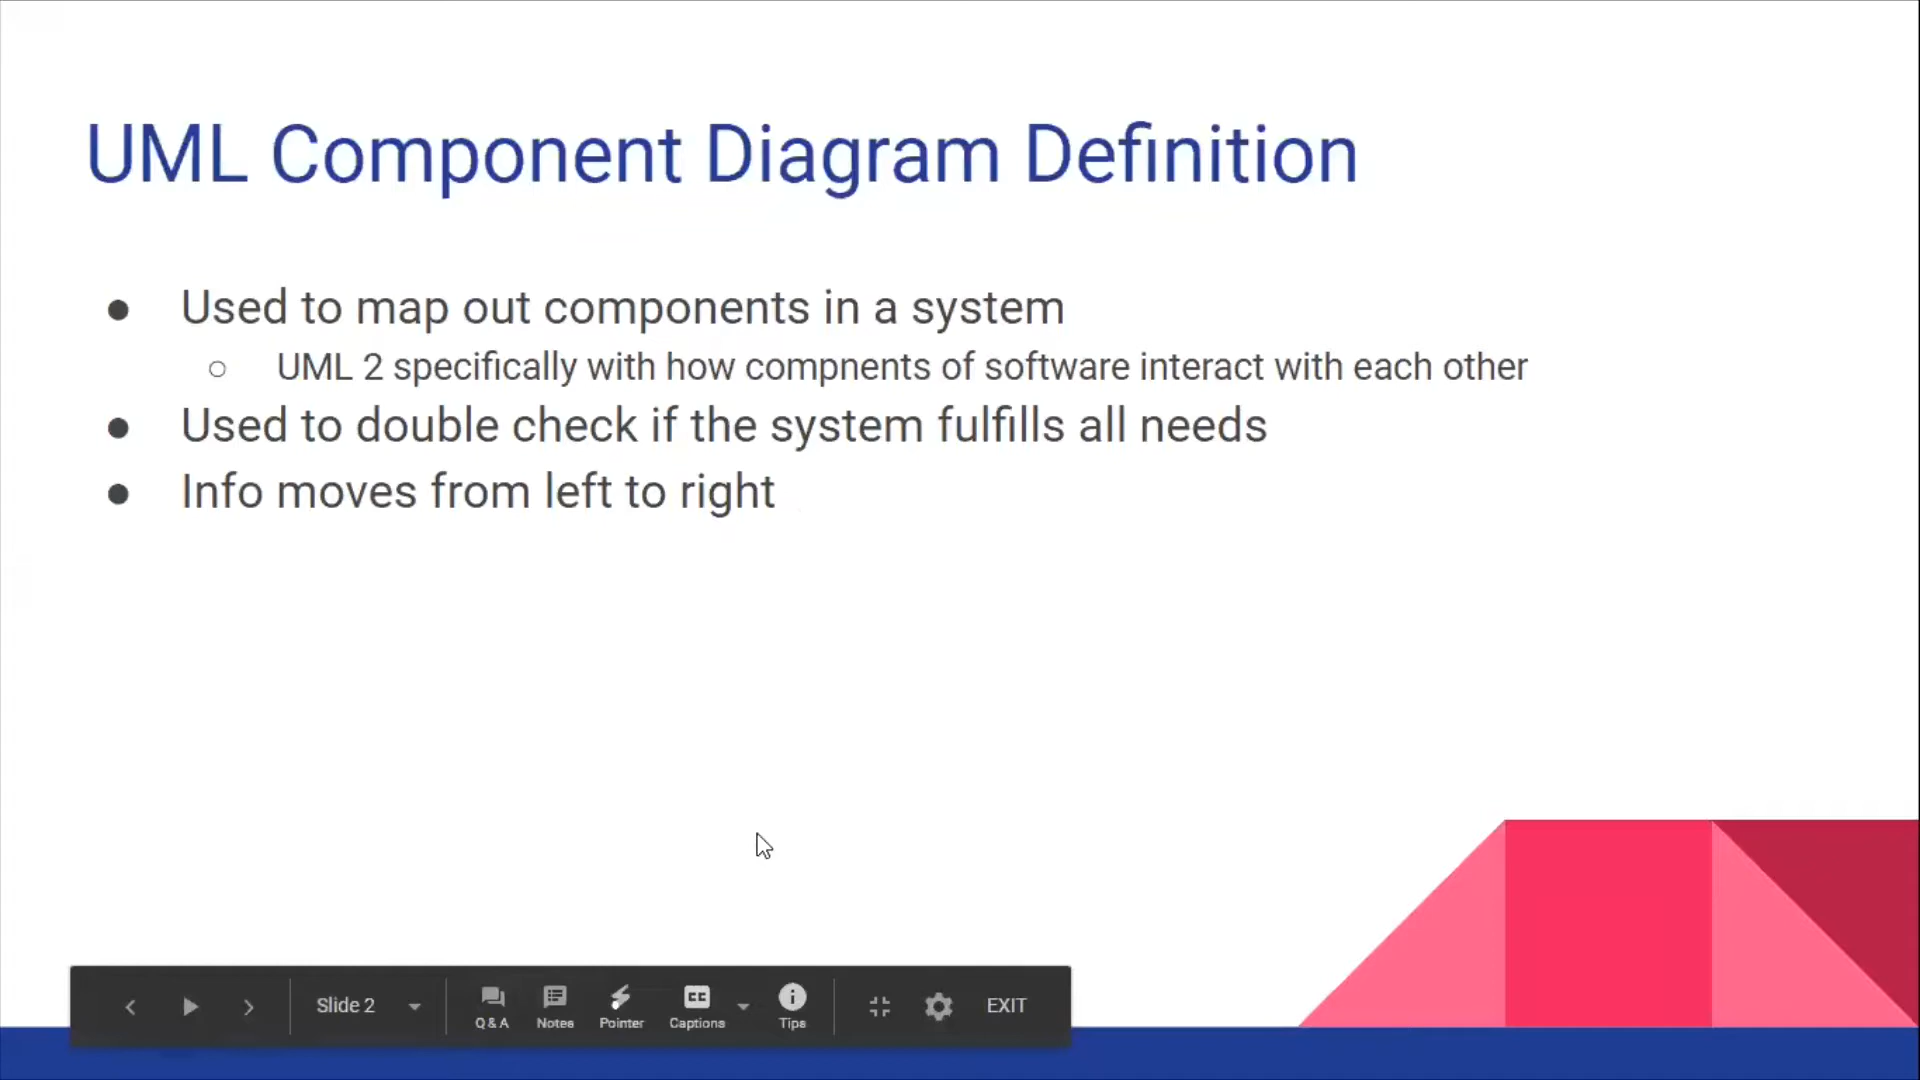 UML Component Diagram Definition
● Used to map out components in a system
○ UML 2 specifically with how compnents of software interact with each other
● Used to double check if the system fulfills all needs
● Info moves from left to right
Slide 2
Q & A
Notes
Pointer
CC
Captions
Tips
EXIT